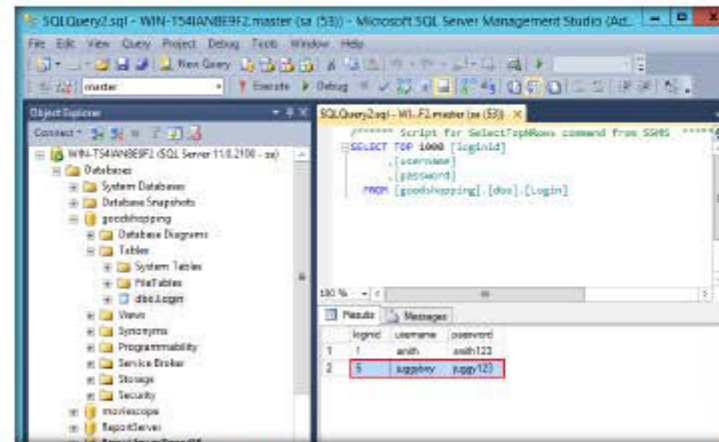 SQLQuery2.sql - WIN-T54IAN8E9F2.master (sa (53)) - Microsoft SQL Server Management Studio (Ad...
File Edit View Query Project Debug Tools Window Help
New Query
master Execute Debug
Object Explorer
SQLQuery2.sql - WI...F2.master (sa (53))
Connect
/****** Script for SelectTopNRows command from SSMS *****
(SQL Server 11.0.2100 - sa)
SELECT TOP 1000 [loginid]
,[username]
,[password]
FROM [goodshopping].[dbo].[Login]
Databases
System Databases
Database Snapshots
goodshopping
Database Diagrams
Tables
System Tables
FileTables
dbo.Login
Views
Synonyms
Programmability
Service Broker
Storage
Security
moviescope
ReportServer
100 %
Results Messages
loginid username password
1 1 smith smith123
2 5 juggyboy juggy123